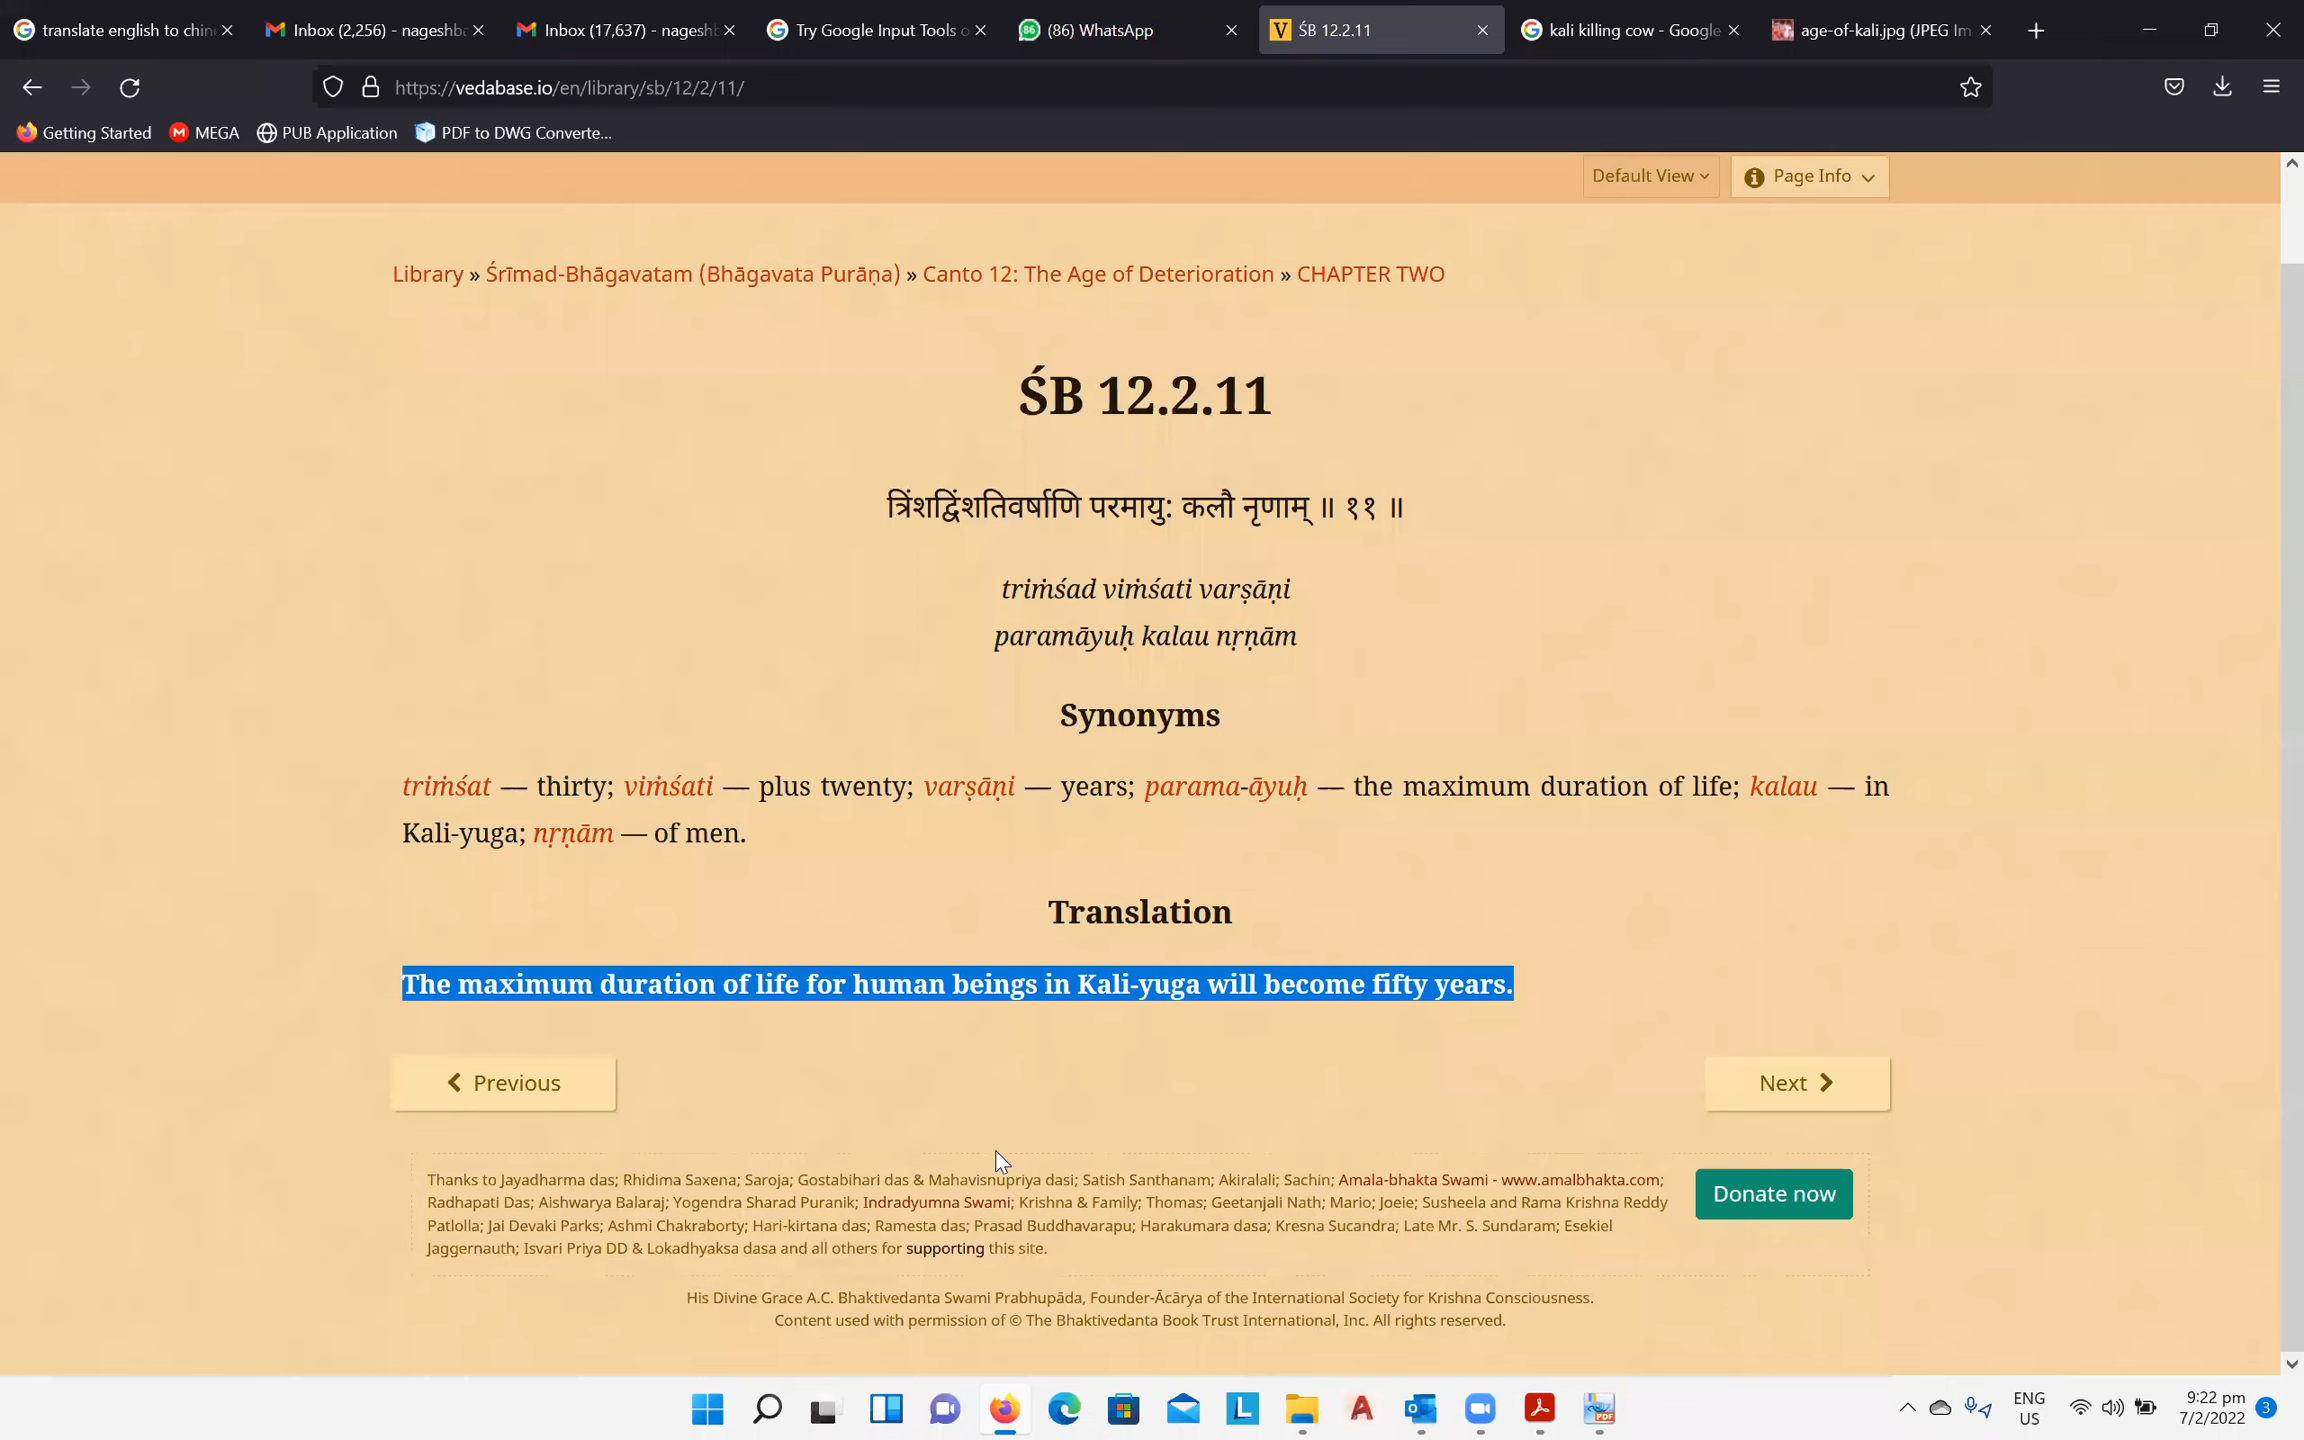 translate english to chin
Inbox (2,256) - nageshba
Inbox (17,637) - nageshb
Try Google Input Tools o
(86) WhatsApp
ŚB 12.2.11
kali killing cow - Google
age-of-kali.jpg (JPEG Im
https://vedabase.io/en/library/sb/12/2/11/
Getting Started
MEGA
PUB Application
PDF to DWG Converte...
Default View
Page Info
Library » Śrīmad-Bhāgavatam (Bhāgavata Purāṇa) » Canto 12: The Age of Deterioration » CHAPTER TWO
ŚB 12.2.11
त्रिंशद्विंशतिवर्षाणि परमायु: कलौ नृणाम् ॥ ११ ॥
triṁśad viṁśati varṣāṇi
paramāyuḥ kalau nṛṇām
Synonyms
triṁśat — thirty; viṁśati — plus twenty; varṣāṇi — years; parama-āyuḥ — the maximum duration of life; kalau — in
Kali-yuga; nṛṇām — of men.
Translation
The maximum duration of life for human beings in Kali-yuga will become fifty years.
Previous
Next
Thanks to Jayadharma das; Rhidima Saxena; Saroja; Gostabihari das & Mahavisnupriya dasi; Satish Santhanam; Akiralali; Sachin; Amala-bhakta Swami - www.amalbhakta.com;
Radhapati Das; Aishwarya Balaraj; Yogendra Sharad Puranik; Indradyumna Swami; Krishna & Family; Thomas; Geetanjali Nath; Mario; Joeie; Susheela and Rama Krishna Reddy
Patlolla; Jai Devaki Parks; Ashmi Chakraborty; Hari-kirtana das; Ramesta das; Prasad Buddhavarapu; Harakumara dasa; Kresna Sucandra; Late Mr. S. Sundaram; Esekiel
Jaggernauth; Isvari Priya DD & Lokadhyaksa dasa and all others for supporting this site.
Donate now
His Divine Grace A.C. Bhaktivedanta Swami Prabhupāda, Founder-Ācārya of the International Society for Krishna Consciousness.
Content used with permission of © The Bhaktivedanta Book Trust International, Inc. All rights reserved.
ENG
US
9:22 pm
7/2/2022
3